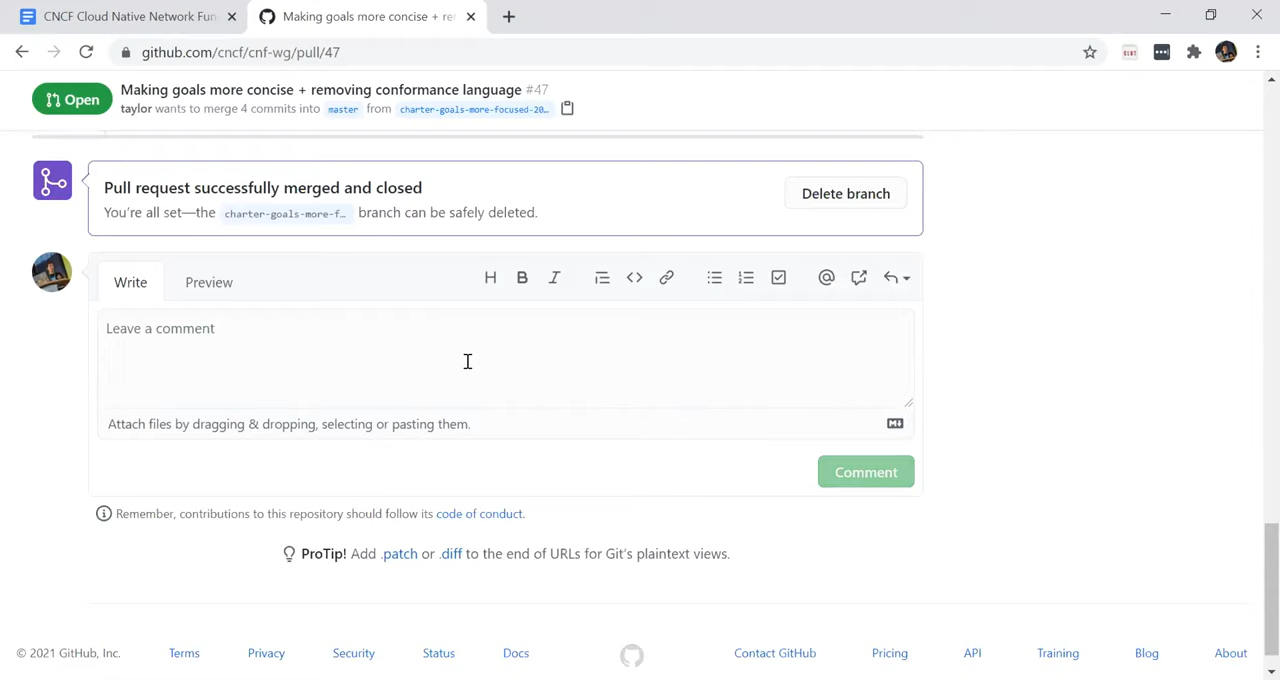 CNCF Cloud Native Network Fun
Making goals more concise + re
github.com/cncf/cnf-wg/pull/47
Open
Making goals more concise + removing conformance language #47
taylor wants to merge 4 commits into master from charter-goals-more-focused-20…
Pull request successfully merged and closed
You're all set—the charter-goals-more-f… branch can be safely deleted.
Delete branch
Write
Preview
Leave a comment
Attach files by dragging & dropping, selecting or pasting them.
Comment
Remember, contributions to this repository should follow its code of conduct.
ProTip! Add .patch or .diff to the end of URLs for Git's plaintext views.
© 2021 GitHub, Inc. Terms Privacy Security Status Docs Contact GitHub Pricing API Training Blog About